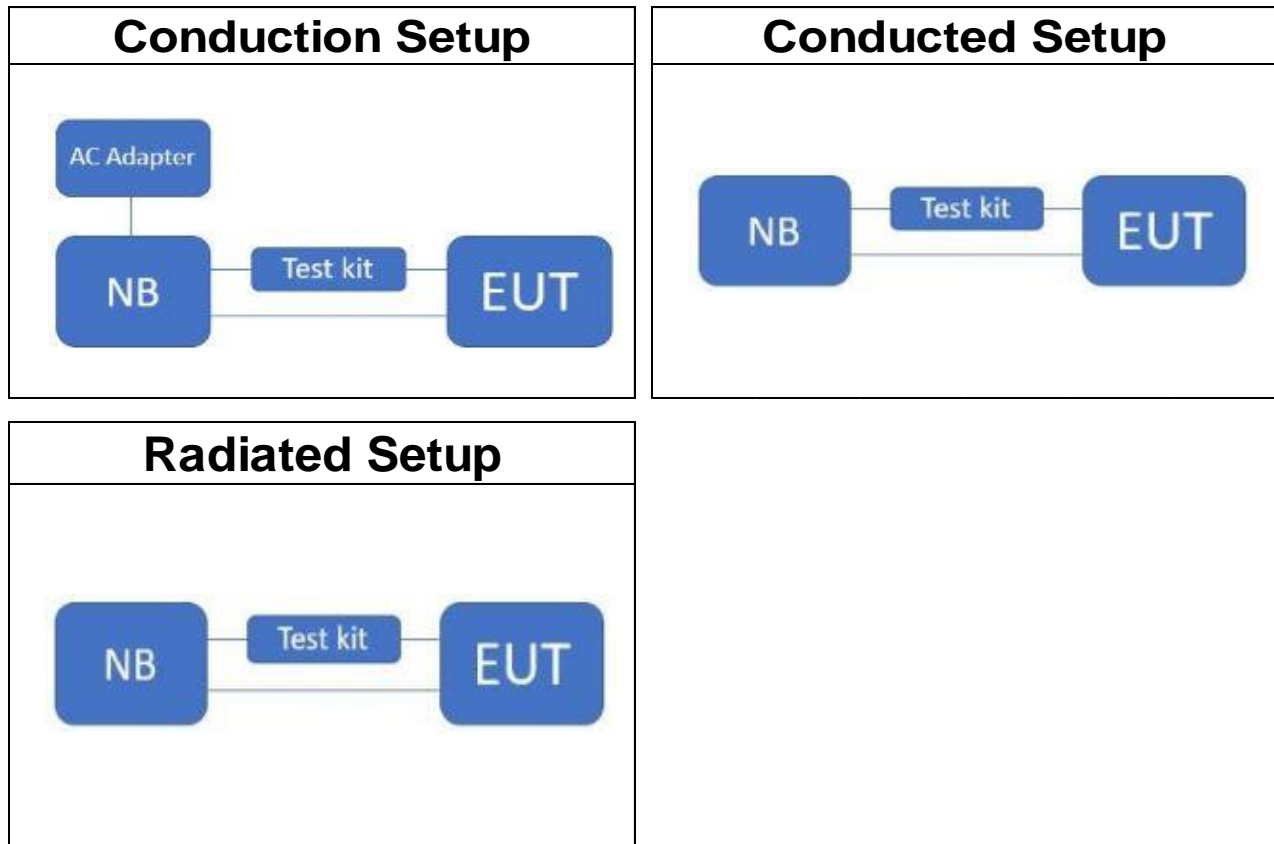 Conduction Setup
AC Adapter
NB
Test kit
EUT
Conducted Setup
NB
Test kit
EUT
Radiated Setup
NB
Test kit
EUT